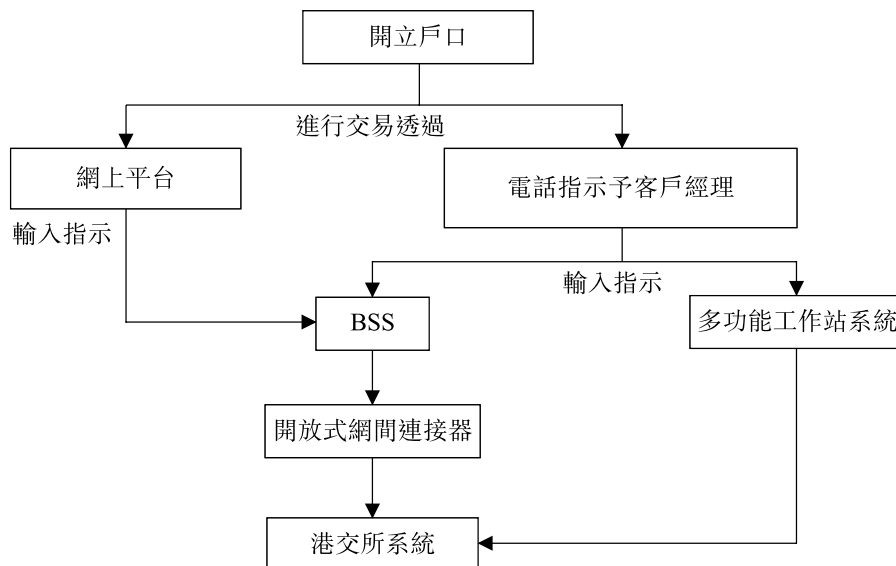 開立戶口
進行交易透過
網上平台
電話指示予客戶經理
輸入指示
輸入指示
BSS
多功能工作站系統
開放式網間連接器
港交所系統